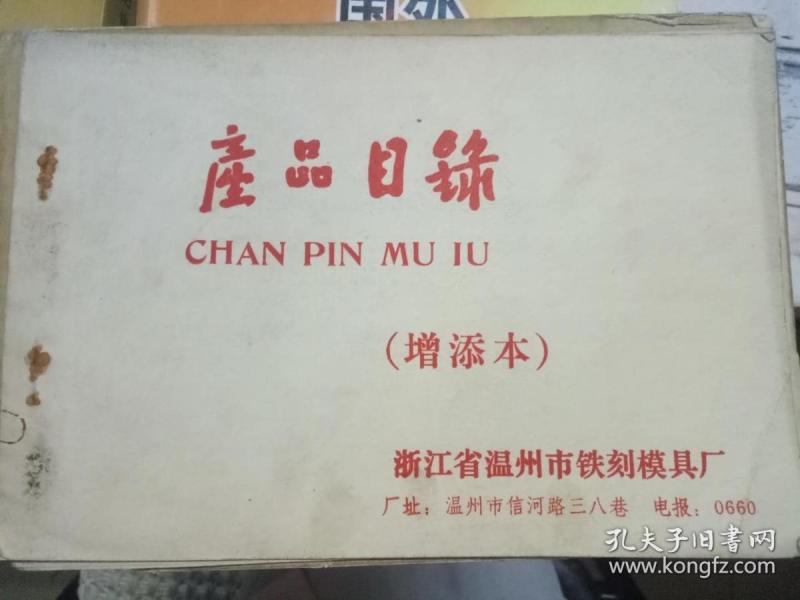 国外
產品目錄
CHAN PIN MU IU
(增添本)
浙江省温州市铁刻模具厂
厂址：温州市信河路三八巷 电报：0660
孔夫子旧书网
www.kongfz.com